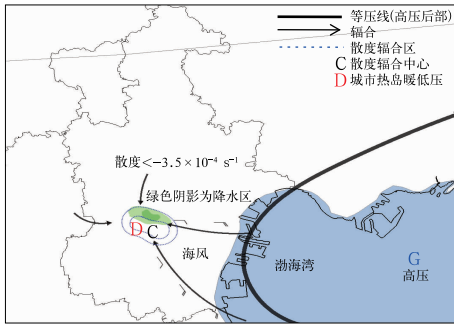 等压线(高压后部)
辐合
散度辐合区
C 散度辐合中心
D 城市热岛暖低压
散度<-3.5×10⁻⁴ s⁻¹
绿色阴影为降水区
D C
海风
渤海湾
G
高压